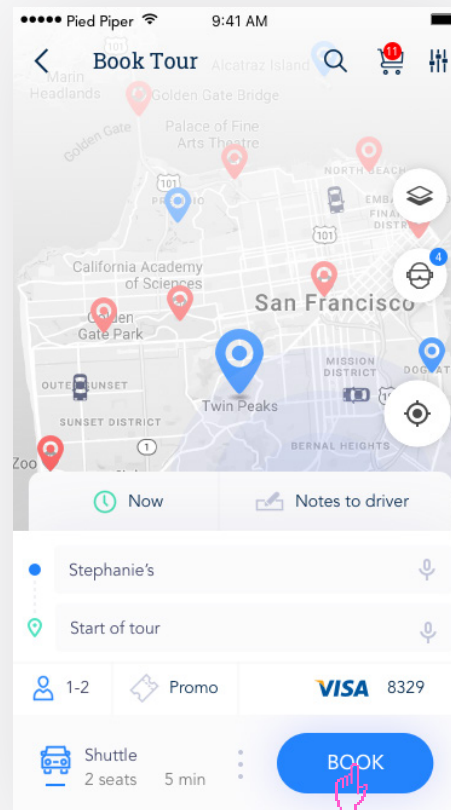 Pied Piper 9:41 AM
101
Book Tour
Alcatraz Island
11
Marin
Headlands
Golden Gate Bridge
Golden Gate
Palace of Fine
Arts Theatre
NORTH BEACH
101
101
4
California Academy
of Sciences
San Francisco
Golden
Gate Park
MISSION
DISTRICT
OUTER SUNSET
Twin Peaks
SUNSET DISTRICT
1
BERNAL HEIGHTS
Zoo
Now
Notes to driver
Stephanie's
Start of tour
1-2
Promo
VISA 8329
Shuttle
2 seats 5 min
BOOK